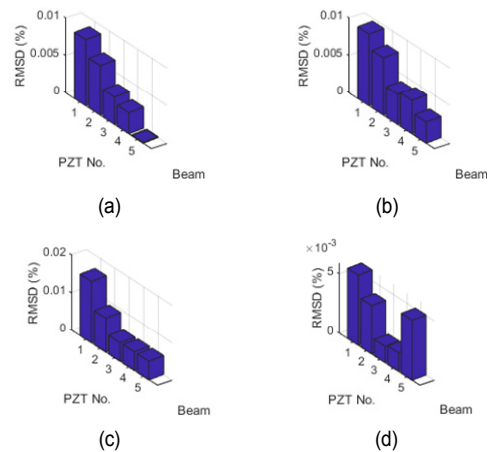 0.01
0.005
0
RMSD (%)
1
2
3
4
5
PZT No.
Beam
(a)
0.01
0.005
0
RMSD (%)
1
2
3
4
5
PZT No.
Beam
(b)
0.02
0.01
0
RMSD (%)
1
2
3
4
5
PZT No.
Beam
(c)
×10⁻³
5
0
RMSD (%)
1
2
3
4
5
PZT No.
Beam
(d)